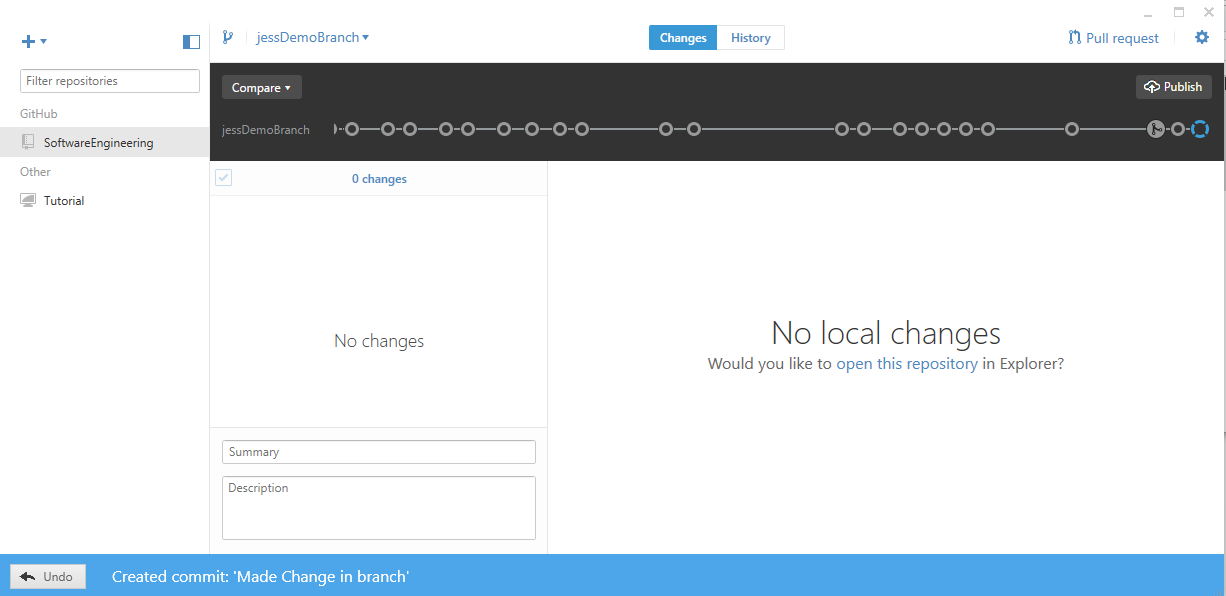 jessDemoBranch
Changes
History
Pull request
Filter repositories
GitHub
SoftwareEngineering
Other
Tutorial
Compare
Publish
jessDemoBranch
0 changes
No changes
Summary
Description
No local changes
Would you like to open this repository in Explorer?
Undo
Created commit: 'Made Change in branch'